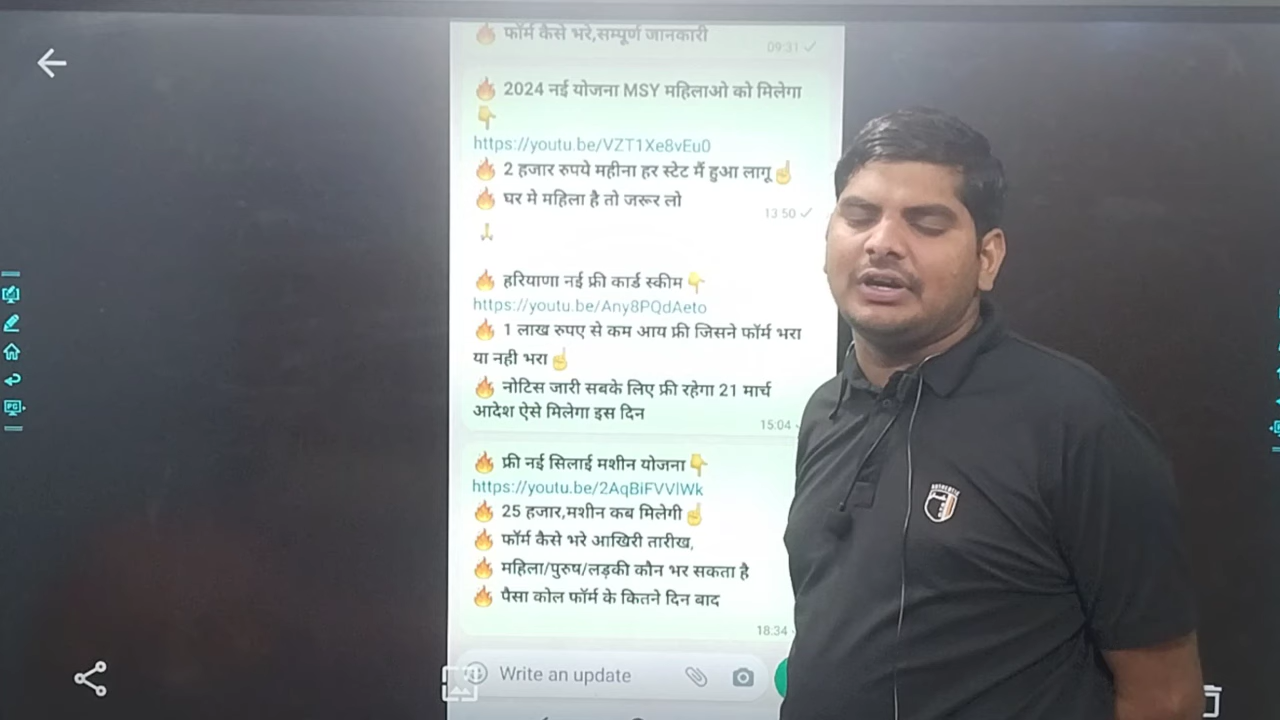 🔥 फॉर्म कैसे भरे,सम्पूर्ण जानकारी
09:31
🔥 2024 नई योजना MSY महिलाओ को मिलेगा
👇
https://youtu.be/VZT1Xe8vEu0
🔥 2 हजार रुपये महीना हर स्टेट मैं हुआ लागू☝
🔥 घर मे महिला है तो जरूर लो
13 50
🙏
🔥 हरियाणा नई फ्री कार्ड स्कीम👇
https://youtu.be/Any8PQdAeto
🔥 1 लाख रुपए से कम आय फ्री जिसने फॉर्म भरा
या नही भरा☝
🔥 नोटिस जारी सबके लिए फ्री रहेगा 21 मार्च
आदेश ऐसे मिलेगा इस दिन
15:04
🔥 फ्री नई सिलाई मशीन योजना👇
https://youtu.be/2AqBiFVVlWk
🔥 25 हजार,मशीन कब मिलेगी☝
🔥 फॉर्म कैसे भरे आखिरी तारीख,
🔥 महिला/पुरुष/लड़की कौन भर सकता है
🔥 पैसा कोल फॉर्म के कितने दिन बाद
18:34
Write an update
AUTHENTIC